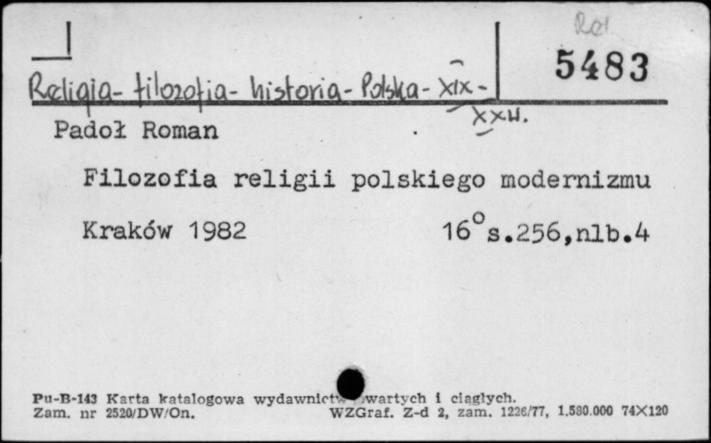 Rel
5483
Religia - filozofia - historia - Polska - XIX -
XX w.
Padoł Roman
Filozofia religii polskiego modernizmu
Kraków 1982 16° s.256,nlb.4
Pu-B-143 Karta katalogowa wydawnictw zwartych i ciągłych.
Zam. nr 2520/DW/On. WZGraf. Z-d 2, zam. 1226/77, 1.580.000 74X120